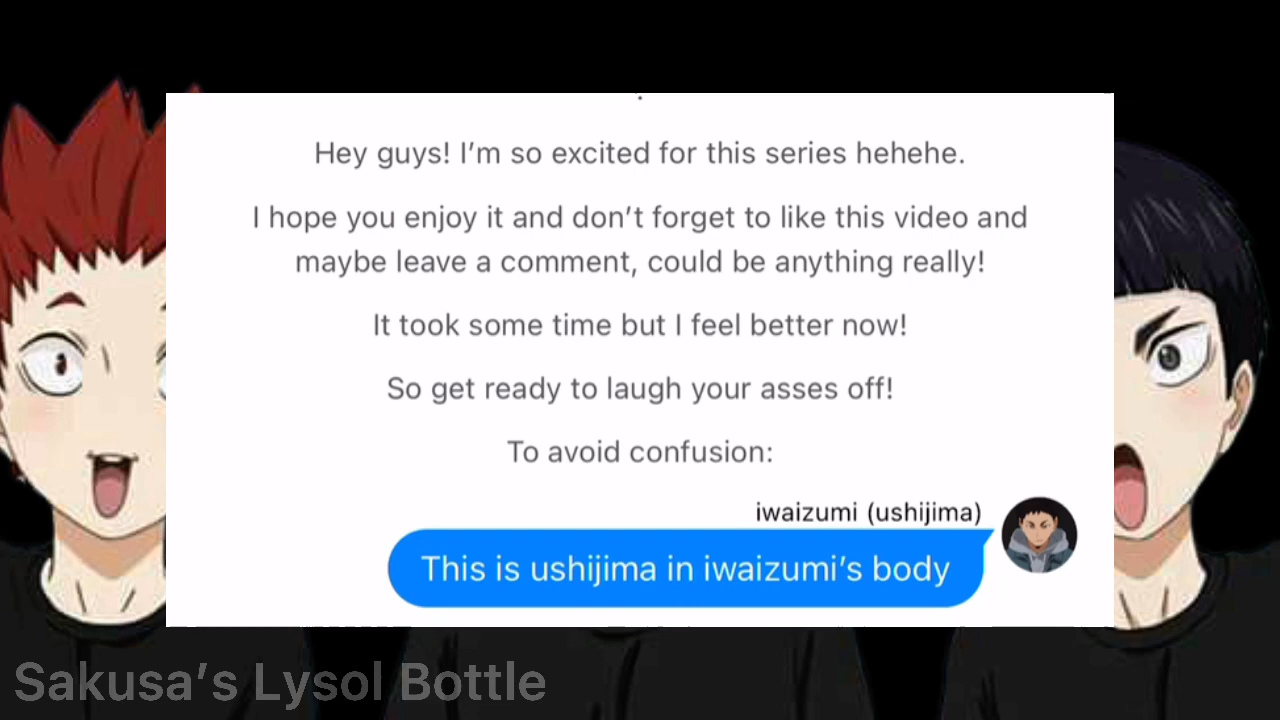 Hey guys! I’m so excited for this series hehehe.
I hope you enjoy it and don’t forget to like this video and
maybe leave a comment, could be anything really!
It took some time but I feel better now!
So get ready to laugh your asses off!
To avoid confusion:
iwaizumi (ushijima)
This is ushijima in iwaizumi’s body
Sakusa’s Lysol Bottle